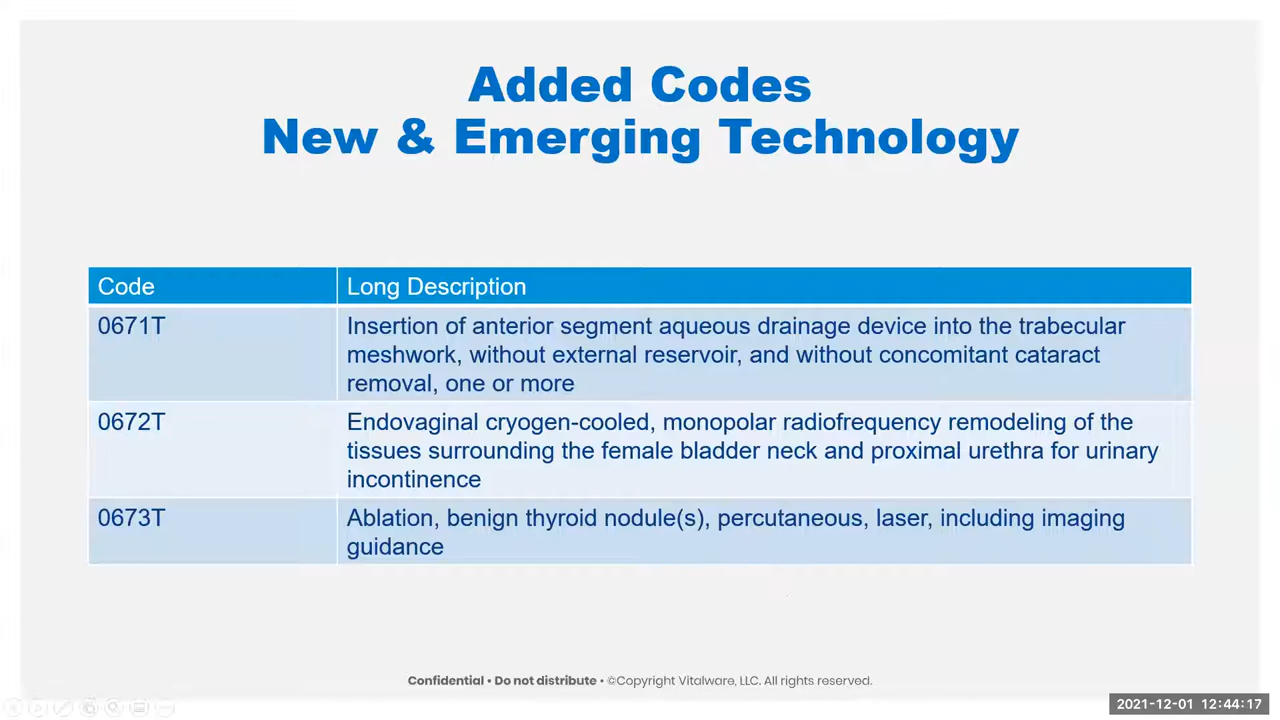 Added Codes
New & Emerging Technology
Code
Long Description
0671T
Insertion of anterior segment aqueous drainage device into the trabecular
meshwork, without external reservoir, and without concomitant cataract
removal, one or more
0672T
Endovaginal cryogen-cooled, monopolar radiofrequency remodeling of the
tissues surrounding the female bladder neck and proximal urethra for urinary
incontinence
0673T
Ablation, benign thyroid nodule(s), percutaneous, laser, including imaging
guidance
Confidential • Do not distribute • ©Copyright Vitalware, LLC. All rights reserved.
2021-12-01 12:44:17